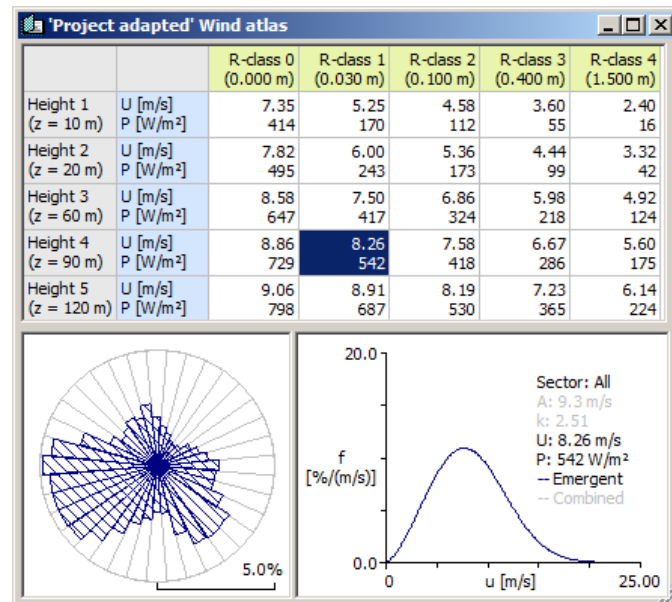 'Project adapted' Wind atlas
R-class 0 R-class 1 R-class 2 R-class 3 R-class 4
(0.000 m) (0.030 m) (0.100 m) (0.400 m) (1.500 m)
Height 1 U [m/s] 7.35 5.25 4.58 3.60 2.40
(z = 10 m) P [W/m²] 414 170 112 55 16
Height 2 U [m/s] 7.82 6.00 5.36 4.44 3.32
(z = 20 m) P [W/m²] 495 243 173 99 42
Height 3 U [m/s] 8.58 7.50 6.86 5.98 4.92
(z = 60 m) P [W/m²] 647 417 324 218 124
Height 4 U [m/s] 8.86 8.26 7.58 6.67 5.60
(z = 90 m) P [W/m²] 729 542 418 286 175
Height 5 U [m/s] 9.06 8.91 8.19 7.23 6.14
(z = 120 m) P [W/m²] 798 687 530 365 224
5.0%
20.0
f
[%/(m/s)]
0.0
0 u [m/s] 25.00
Sector: All
A: 9.3 m/s
k: 2.51
U: 8.26 m/s
P: 542 W/m²
-- Emergent
-- Combined